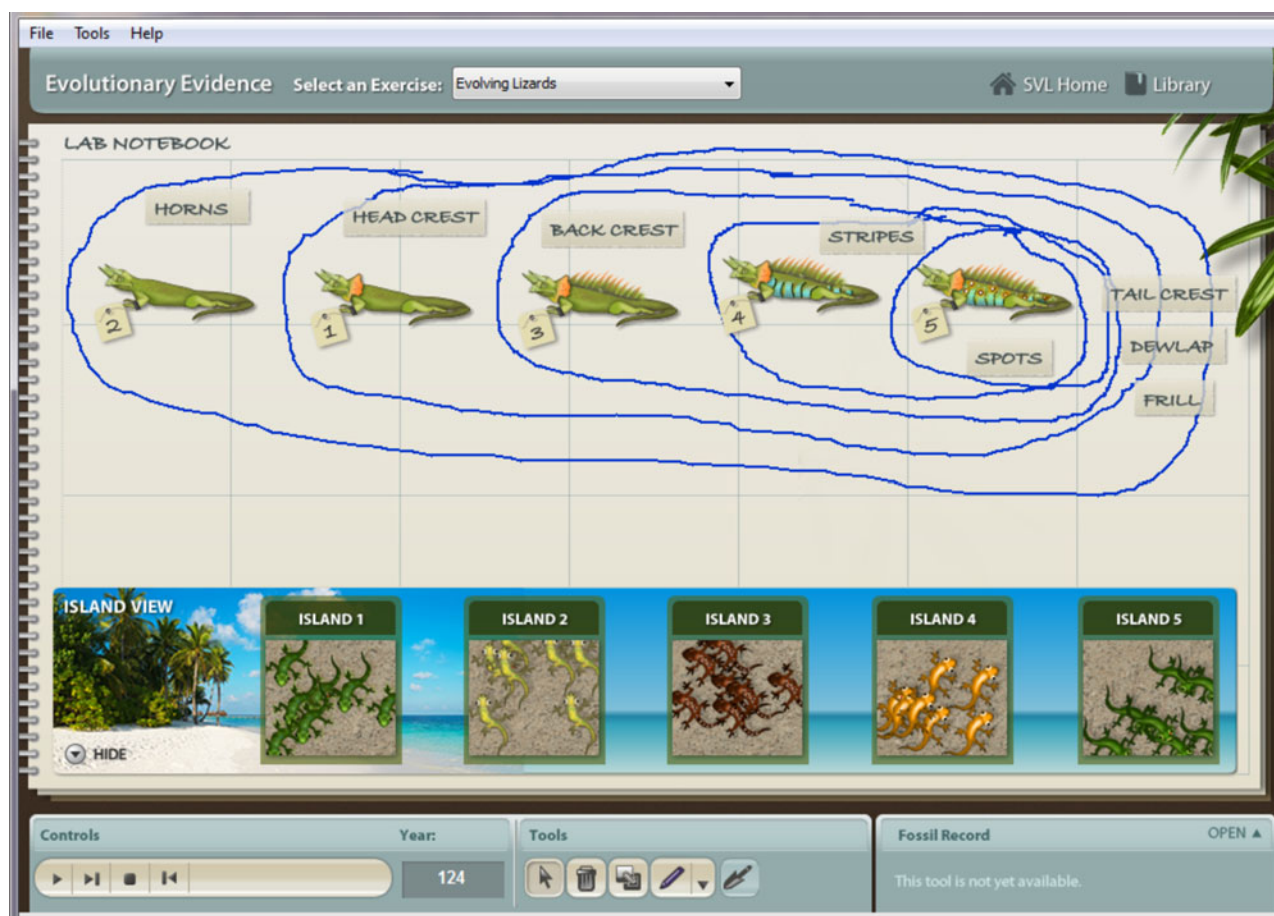 File Tools Help
Evolutionary Evidence Select an Exercise: Evolving Lizards SVL Home Library
LAB NOTEBOOK
HORNS HEAD CREST BACK CREST STRIPES
2 1 3 4 5
TAIL CREST
SPOTS DEWLAP
FRILL
ISLAND VIEW ISLAND 1 ISLAND 2 ISLAND 3 ISLAND 4 ISLAND 5
HIDE
Controls Year: Tools Fossil Record OPEN
124 This tool is not yet available.